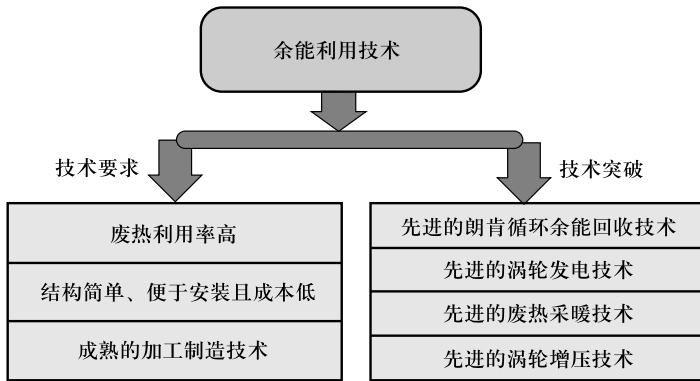 余能利用技术
技术要求
技术突破
废热利用率高
结构简单、便于安装且成本低
成熟的加工制造技术
先进的朗肯循环余能回收技术
先进的涡轮发电技术
先进的废热采暖技术
先进的涡轮增压技术